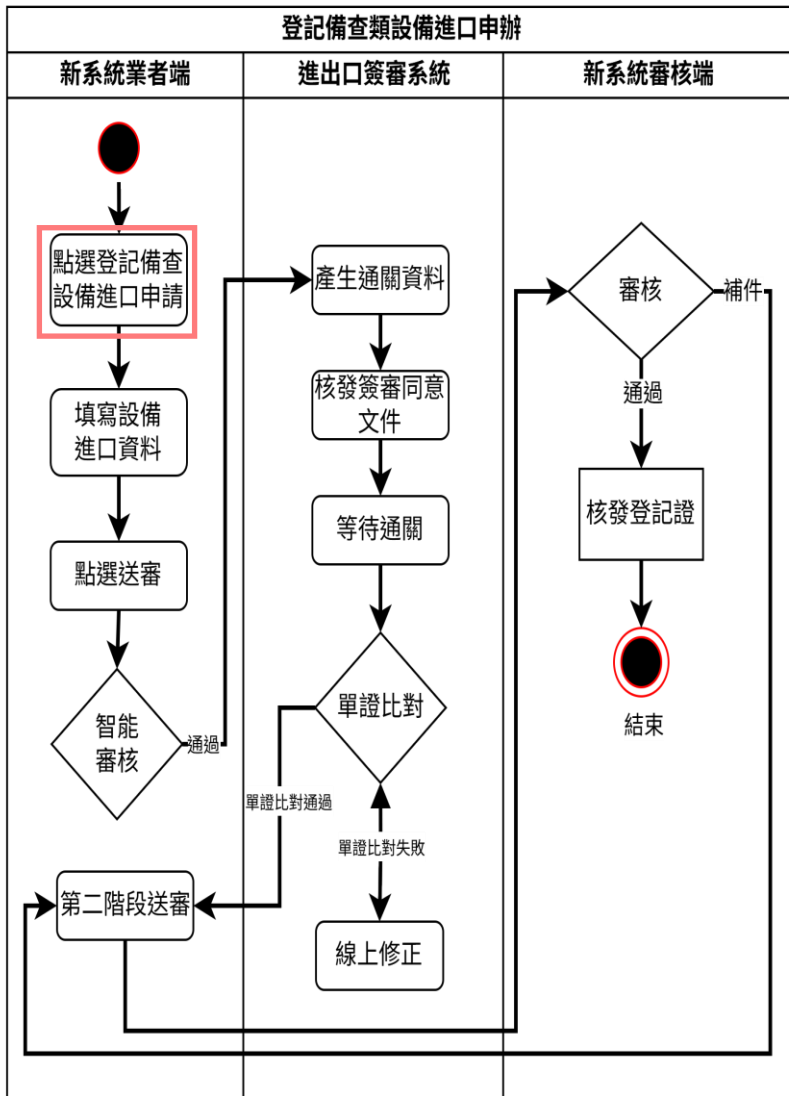 登記備查類設備進口申辦
新系統業者端
進出口簽審系統
新系統審核端
點選登記備查
設備進口申請
填寫設備
進口資料
點選送審
智能
審核
通過
第二階段送審
產生通關資料
核發簽審同意
文件
等待通關
單證比對
單證比對通過
單證比對失敗
線上修正
審核
補件
通過
核發登記證
結束